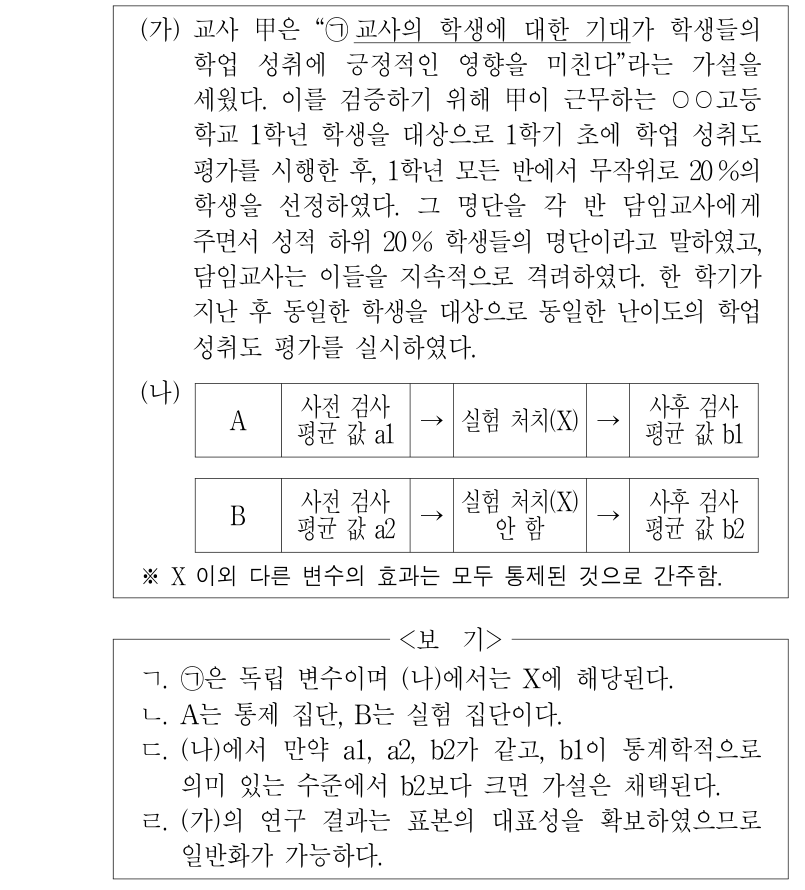 (가) 교사 甲은 “㉠교사의 학생에 대한 기대가 학생들의
학업 성취에 긍정적인 영향을 미친다”라는 가설을
세웠다. 이를 검증하기 위해 甲이 근무하는 ○○고등
학교 1학년 학생을 대상으로 1학기 초에 학업 성취도
평가를 시행한 후, 1학년 모든 반에서 무작위로 20%의
학생을 선정하였다. 그 명단을 각 반 담임교사에게
주면서 성적 하위 20% 학생들의 명단이라고 말하였고,
담임교사는 이들을 지속적으로 격려하였다. 한 학기가
지난 후 동일한 학생을 대상으로 동일한 난이도의 학업
성취도 평가를 실시하였다.
(나)
A 사전 검사 평균 값 a1 → 실험 처치(X) → 사후 검사 평균 값 b1
B 사전 검사 평균 값 a2 → 실험 처치(X) 안 함 → 사후 검사 평균 값 b2
※ X 이외 다른 변수의 효과는 모두 통제된 것으로 간주함.
<보 기>
ㄱ. ㉠은 독립 변수이며 (나)에서는 X에 해당된다.
ㄴ. A는 통제 집단, B는 실험 집단이다.
ㄷ. (나)에서 만약 a1, a2, b2가 같고, b1이 통계학적으로
의미 있는 수준에서 b2보다 크면 가설은 채택된다.
ㄹ. (가)의 연구 결과는 표본의 대표성을 확보하였으므로
일반화가 가능하다.